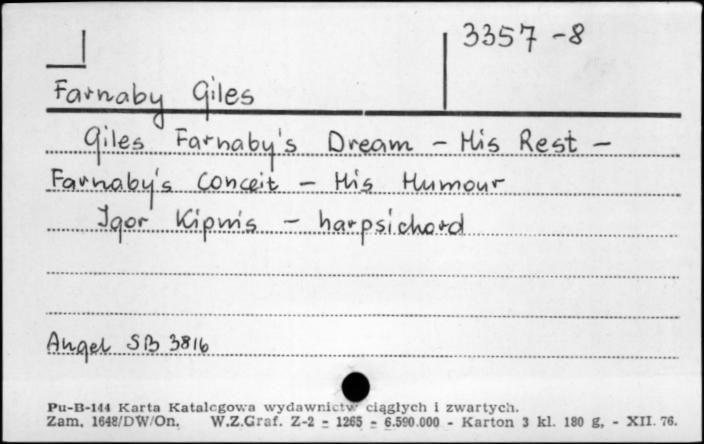 3357-8
Farnaby Giles
Giles Farnaby's Dream - His Rest -
Farnaby's Conceit - His Humour
Igor Kipnis - harpsichord
Angel SB 3816
Pu-B-144 Karta Katalogowa wydawnictw ciągłych i zwartych.
Zam. 1648/DW/On. W.Z.Graf. Z-2 z 1265 z 6.590.000 - Karton 3 kl. 180 g. - XII. 76.